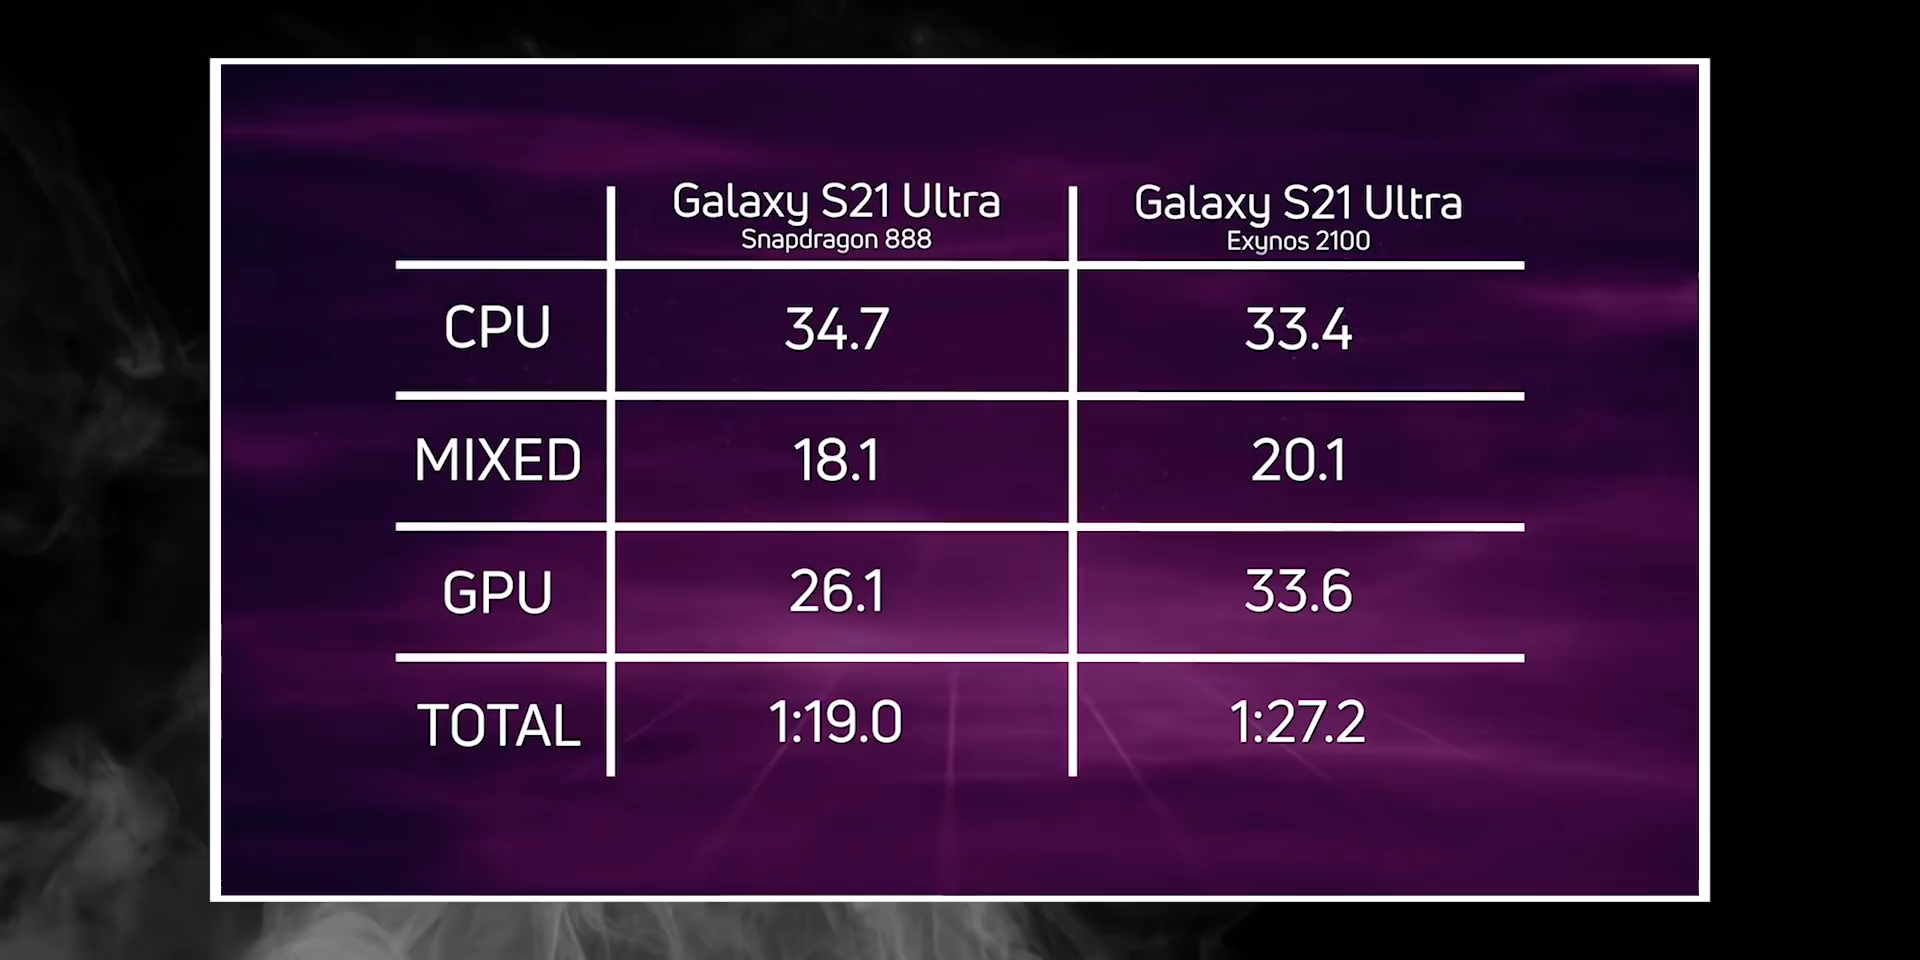 Galaxy S21 Ultra
Snapdragon 888
Galaxy S21 Ultra
Exynos 2100
CPU 34.7 33.4
MIXED 18.1 20.1
GPU 26.1 33.6
TOTAL 1:19.0 1:27.2